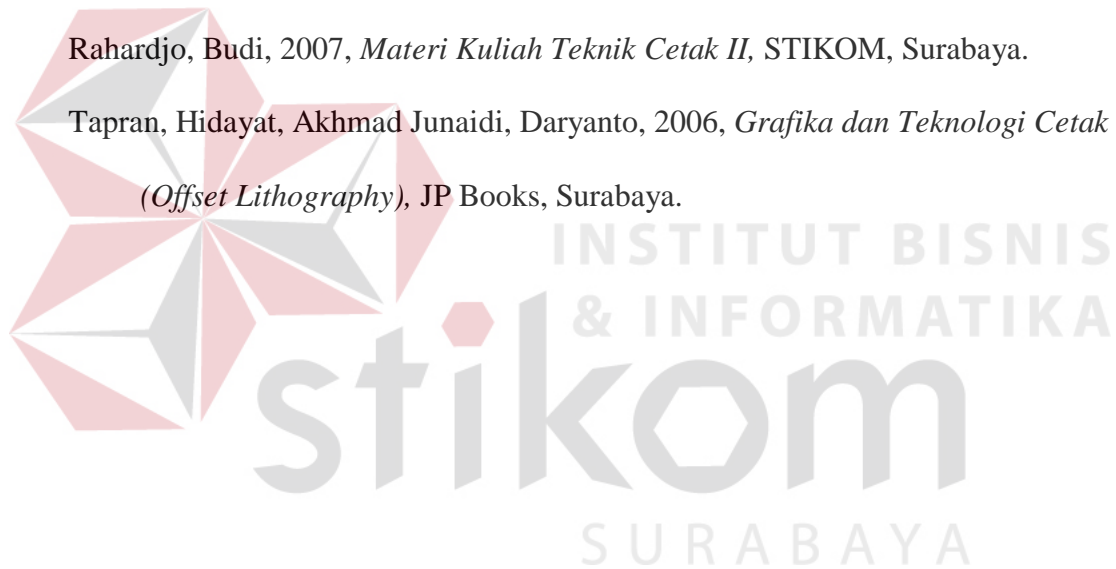 Rahardjo, Budi, 2007, Materi Kuliah Teknik Cetak II, STIKOM, Surabaya.
Tapran, Hidayat, Akhmad Junaidi, Daryanto, 2006, Grafika dan Teknologi Cetak
(Offset Lithography), JP Books, Surabaya.
INSTITUT BISNIS
& INFORMATIKA
stikom
SURABAYA